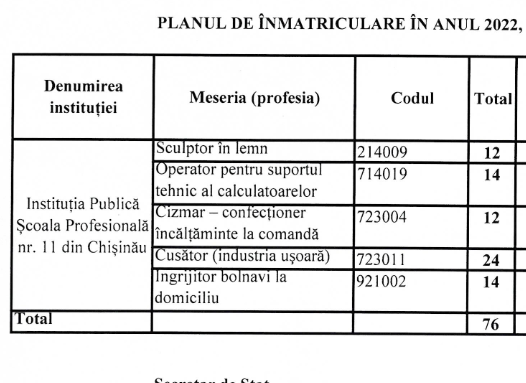 PLANUL DE ÎNMATRICULARE ÎN ANUL 2022,
Denumirea instituției | Meseria (profesia) | Codul | Total
Instituția Publică Școala Profesională nr. 11 din Chișinău
Sculptor în lemn | 214009 | 12
Operator pentru suportul tehnic al calculatoarelor | 714019 | 14
Cizmar – confecționer încălțăminte la comandă | 723004 | 12
Cusător (industria ușoară) | 723011 | 24
Îngrijitor bolnavi la domiciliu | 921002 | 14
Total | 76
Secretar de Stat